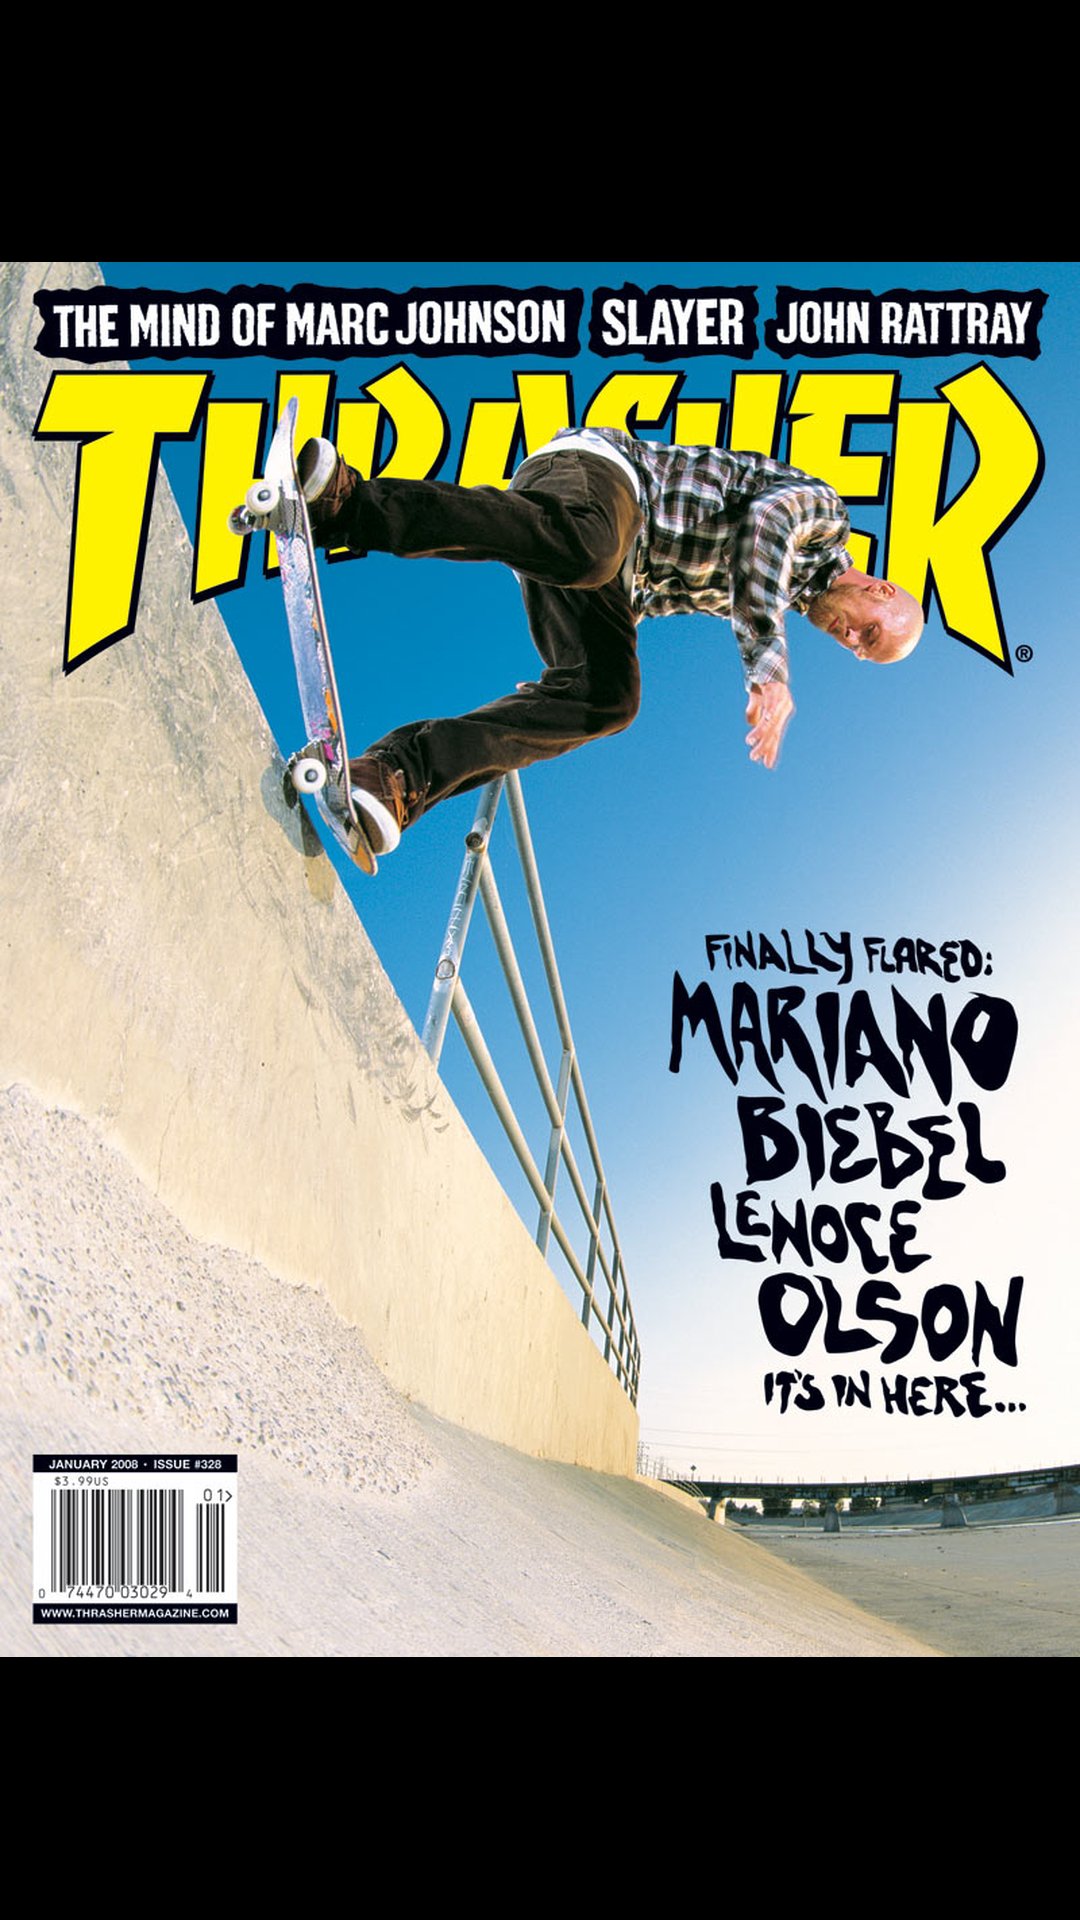 THE MIND OF MARC JOHNSON SLAYER JOHN RATTRAY
THRASHER®
FINALLY FLARED:
MARIANO
BIEBEL
LENOCE
OLSON
IT'S IN HERE...
JANUARY 2008 • ISSUE #328
$3.99US
01>
0 74470 03029 4
WWW.THRASHERMAGAZINE.COM